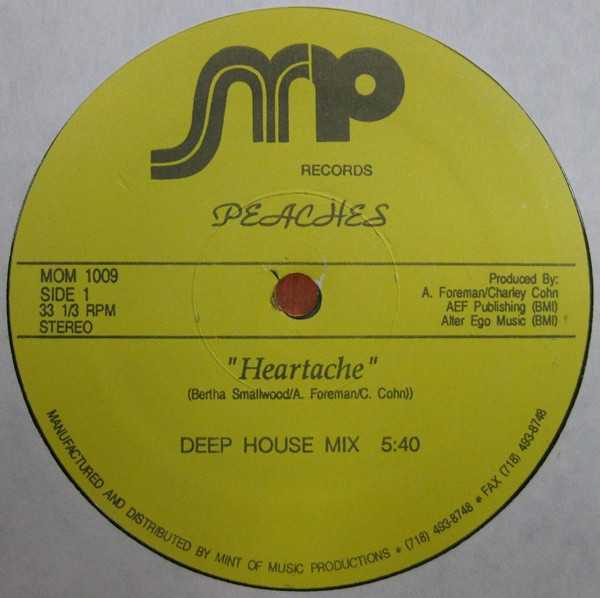 mp
RECORDS
PEACHES
MOM 1009
SIDE 1
33 1/3 RPM
STEREO
Produced By:
A. Foreman/Charley Cohn
AEF Publishing (BMI)
Alter Ego Music (BMI)
"Heartache"
(Bertha Smallwood/A. Foreman/C. Cohn))
DEEP HOUSE MIX 5:40
MANUFACTURED AND DISTRIBUTED BY MINT OF MUSIC PRODUCTIONS * (718) 493-8748 * FAX (718) 493-8748